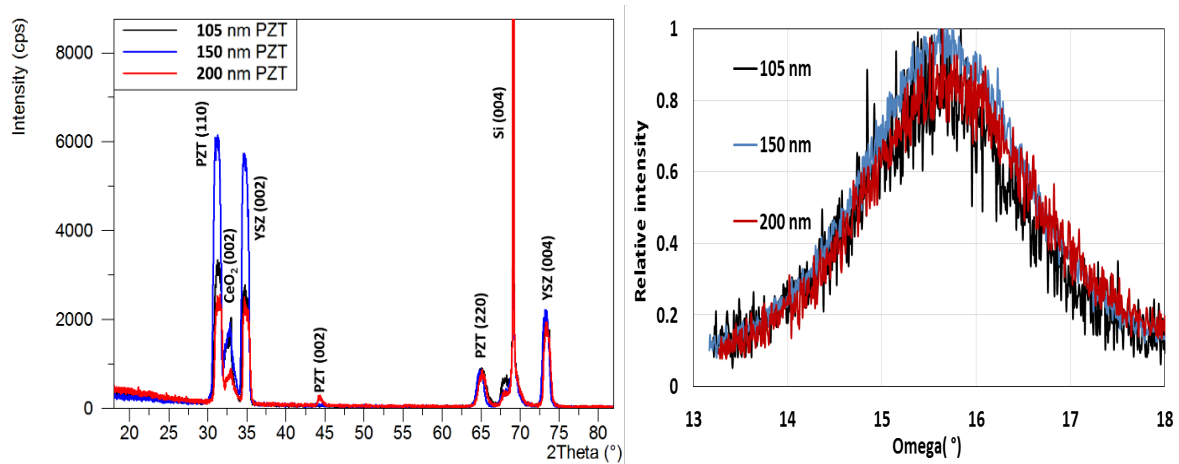 Intensity (cps)
105 nm PZT
150 nm PZT
200 nm PZT
8000
6000
4000
2000
0
PZT (110)
CeO₂ (002)
YSZ (002)
PZT (002)
PZT (220)
Si (004)
YSZ (004)
20 25 30 35 40 45 50 55 60 65 70 75 80
2Theta (°)
Relative intensity
1
0.8
0.6
0.4
0.2
0
105 nm
150 nm
200 nm
13 14 15 16 17 18
Omega( °)